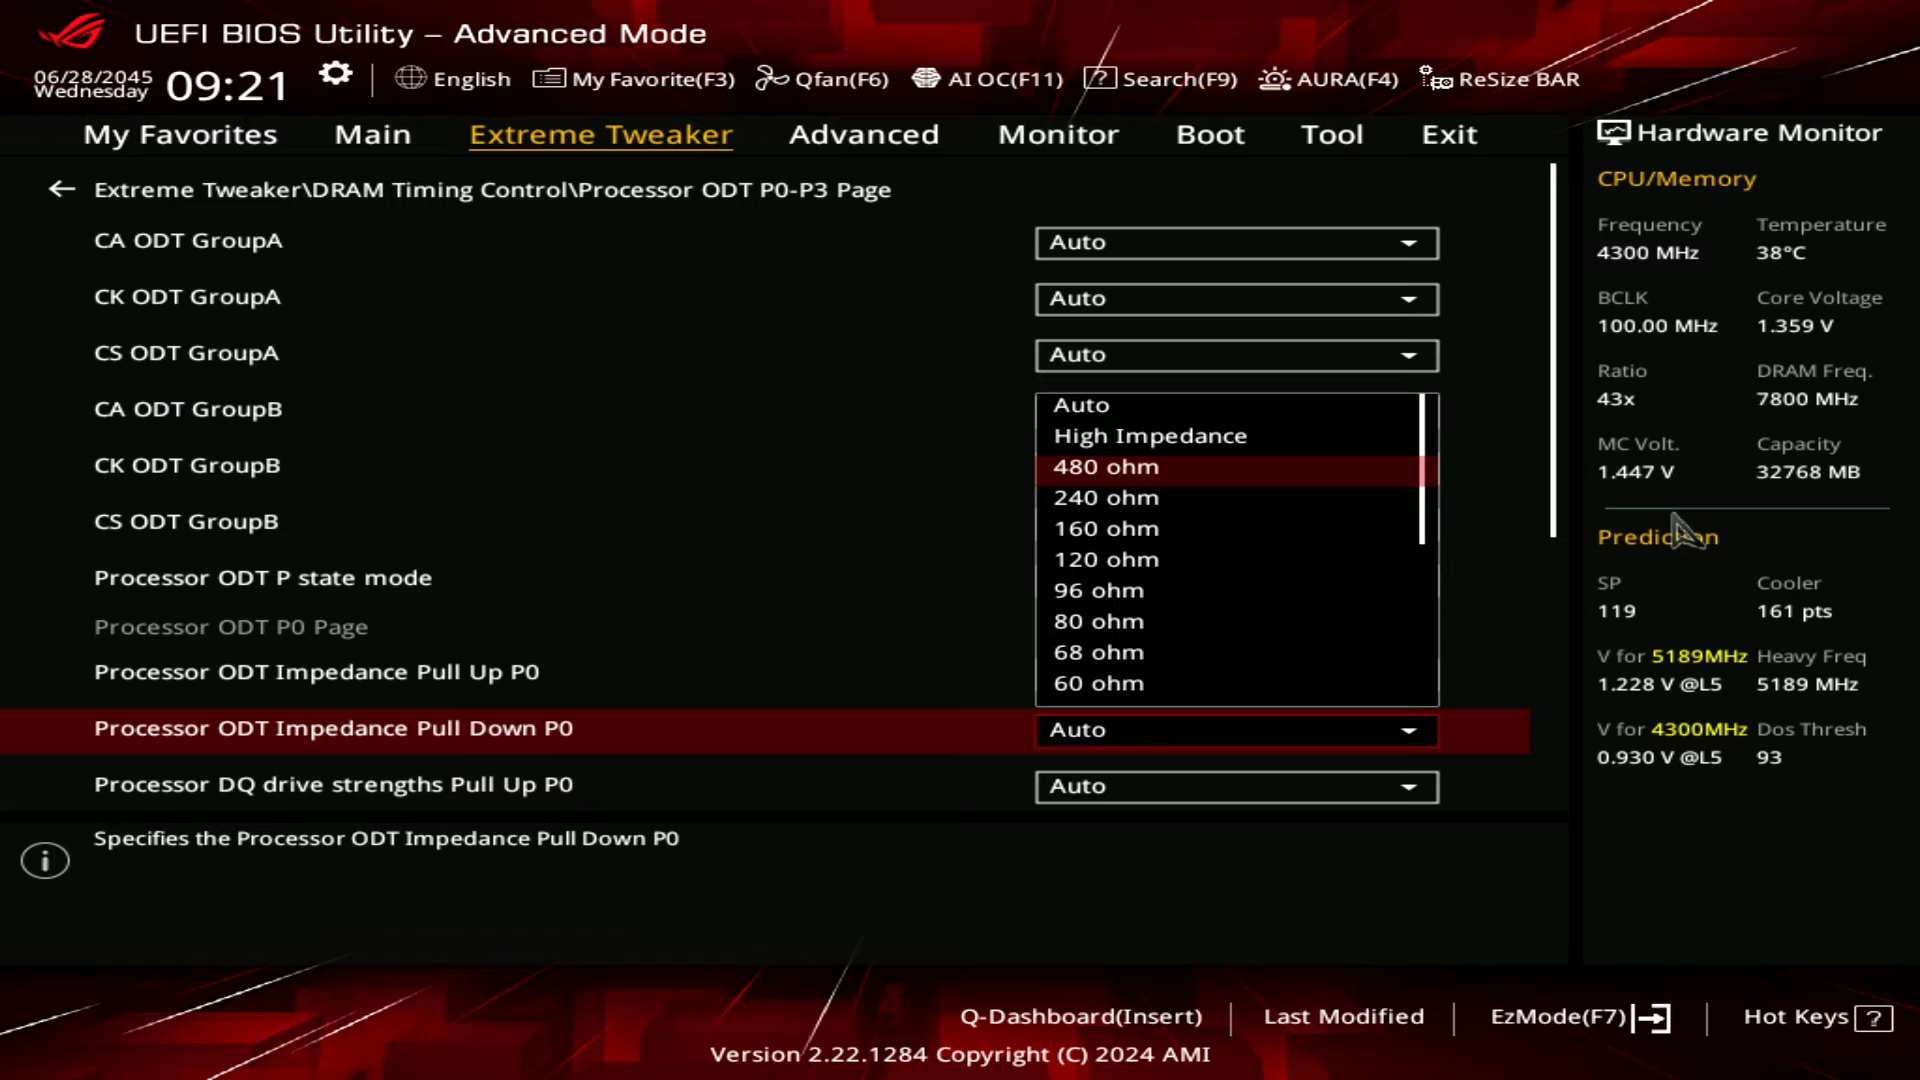 UEFI BIOS Utility – Advanced Mode
06/28/2045
Wednesday
09:21
English
My Favorite(F3)
Qfan(F6)
AI OC(F11)
Search(F9)
AURA(F4)
ReSize BAR
My Favorites
Main
Extreme Tweaker
Advanced
Monitor
Boot
Tool
Exit
Extreme Tweaker\DRAM Timing Control\Processor ODT P0-P3 Page
CA ODT GroupA
Auto
CK ODT GroupA
Auto
CS ODT GroupA
Auto
CA ODT GroupB
CK ODT GroupB
CS ODT GroupB
Processor ODT P state mode
Processor ODT P0 Page
Processor ODT Impedance Pull Up P0
Auto
High Impedance
480 ohm
240 ohm
160 ohm
120 ohm
96 ohm
80 ohm
68 ohm
60 ohm
Processor ODT Impedance Pull Down P0
Auto
Processor DQ drive strengths Pull Up P0
Auto
Specifies the Processor ODT Impedance Pull Down P0
Hardware Monitor
CPU/Memory
Frequency Temperature
4300 MHz 38°C
BCLK Core Voltage
100.00 MHz 1.359 V
Ratio DRAM Freq.
43x 7800 MHz
MC Volt. Capacity
1.447 V 32768 MB
Prediction
SP Cooler
119 161 pts
V for 5189MHz Heavy Freq
1.228 V @L5 5189 MHz
V for 4300MHz Dos Thresh
0.930 V @L5 93
Q-Dashboard(Insert)
Last Modified
EzMode(F7)
Hot Keys ?
Version 2.22.1284 Copyright (C) 2024 AMI